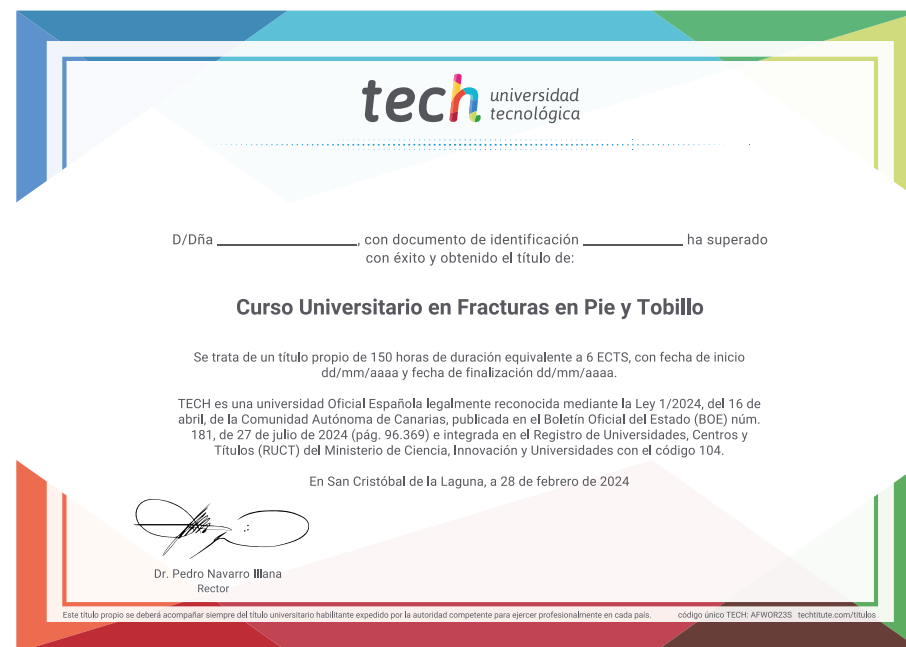 tech universidad
tecnológica
D/Dña ____________, con documento de identificación ____________ ha superado
con éxito y obtenido el título de:
Curso Universitario en Fracturas en Pie y Tobillo
Se trata de un título propio de 150 horas de duración equivalente a 6 ECTS, con fecha de inicio
dd/mm/aaaa y fecha de finalización dd/mm/aaaa.
TECH es una universidad Oficial Española legalmente reconocida mediante la Ley 1/2024, del 16 de
abril, de la Comunidad Autónoma de Canarias, publicada en el Boletín Oficial del Estado (BOE) núm.
181, de 27 de julio de 2024 (pág. 96.369) e integrada en el Registro de Universidades, Centros y
Títulos (RUCT) del Ministerio de Ciencia, Innovación y Universidades con el código 104.
En San Cristóbal de la Laguna, a 28 de febrero de 2024
Dr. Pedro Navarro Illana
Rector
Este título propio se deberá acompañar siempre del título universitario habilitante expedido por la autoridad competente para ejercer profesionalmente en cada país. código único TECH: AFWOR23S techtitute.com/titulos